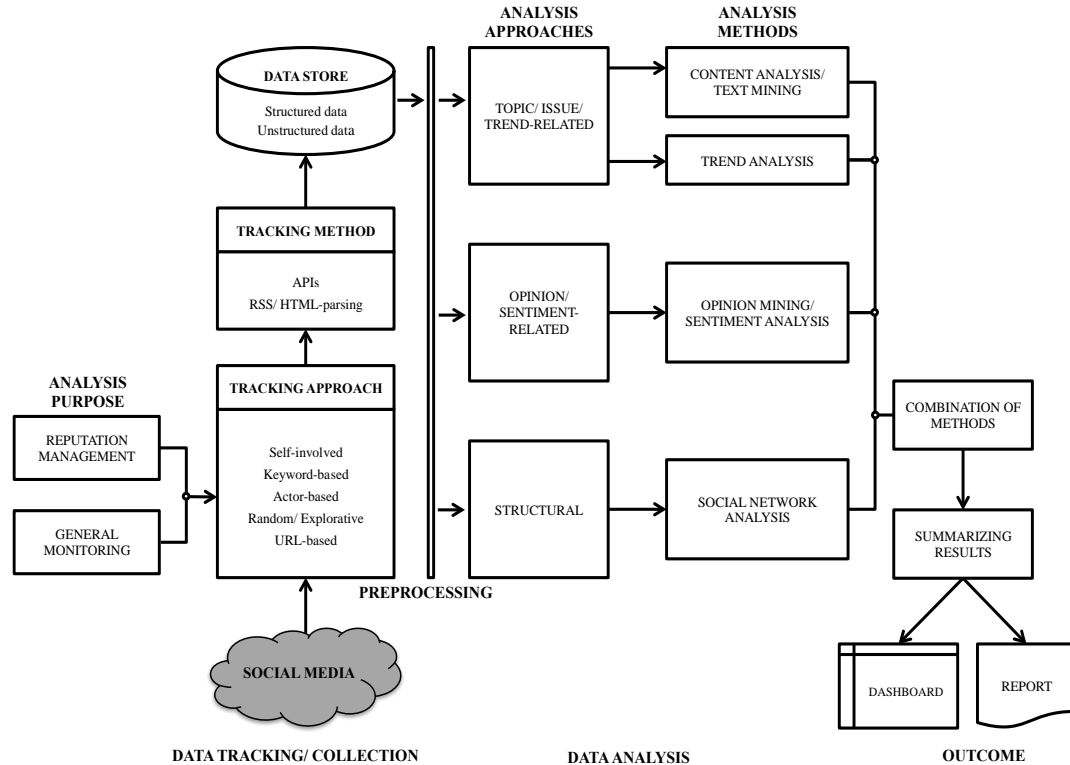 ANALYSIS
PURPOSE
REPUTATION
MANAGEMENT
GENERAL
MONITORING
DATA STORE
Structured data
Unstructured data
TRACKING METHOD
APIs
RSS/ HTML-parsing
TRACKING APPROACH
Self-involved
Keyword-based
Actor-based
Random/ Explorative
URL-based
SOCIAL MEDIA
DATA TRACKING/ COLLECTION
PREPROCESSING
ANALYSIS
APPROACHES
TOPIC/ ISSUE/
TREND-RELATED
OPINION/
SENTIMENT-
RELATED
STRUCTURAL
ANALYSIS
METHODS
CONTENT ANALYSIS/
TEXT MINING
TREND ANALYSIS
OPINION MINING/
SENTIMENT ANALYSIS
SOCIAL NETWORK
ANALYSIS
DATA ANALYSIS
COMBINATION OF
METHODS
SUMMARIZING
RESULTS
DASHBOARD
REPORT
OUTCOME